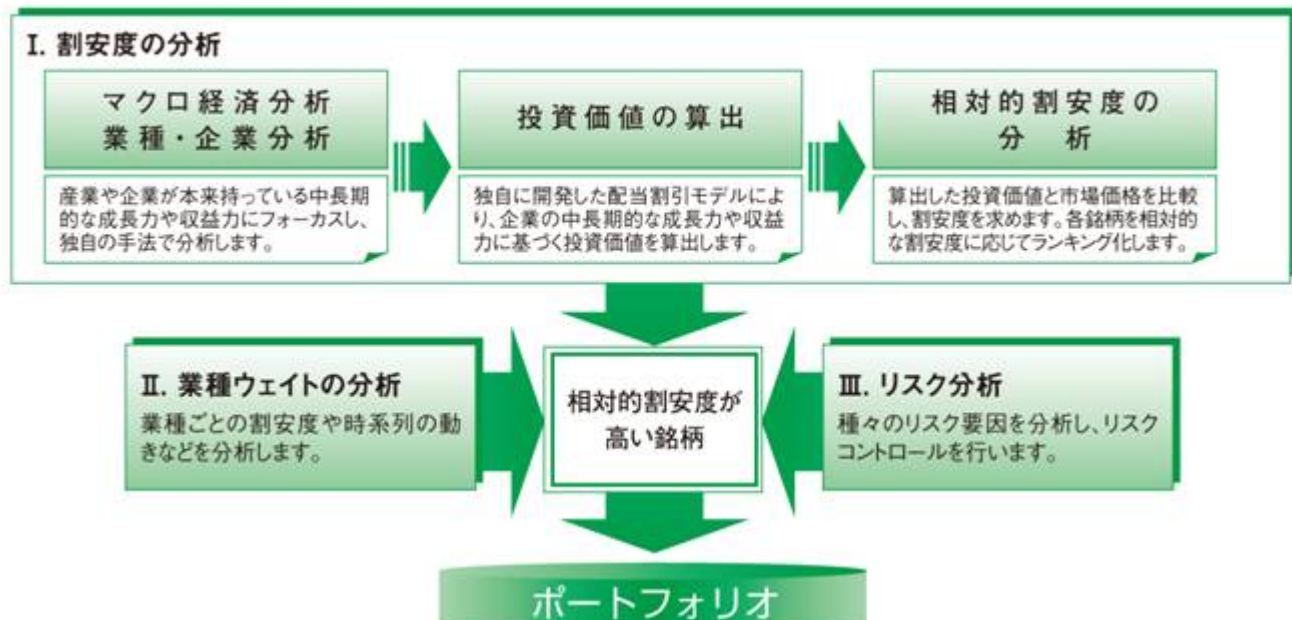 I. 割安度の分析
マクロ経済分析
業種・企業分析
産業や企業が本来持っている中長期
的な成長力や収益力にフォーカスし、
独自の手法で分析します。
投資価値の算出
独自に開発した配当割引モデルによ
り、企業の中長期的な成長力や収益
力に基づく投資価値を算出します。
相対的割安度の
分析
算出した投資価値と市場価格を比較
し、割安度を求めます。各銘柄を相対的
な割安度に応じてランキング化します。
Ⅱ. 業種ウェイトの分析
業種ごとの割安度や時系列の動
きなどを分析します。
相対的割安度が
高い銘柄
Ⅲ. リスク分析
種々のリスク要因を分析し、リスク
コントロールを行います。
ポートフォリオ